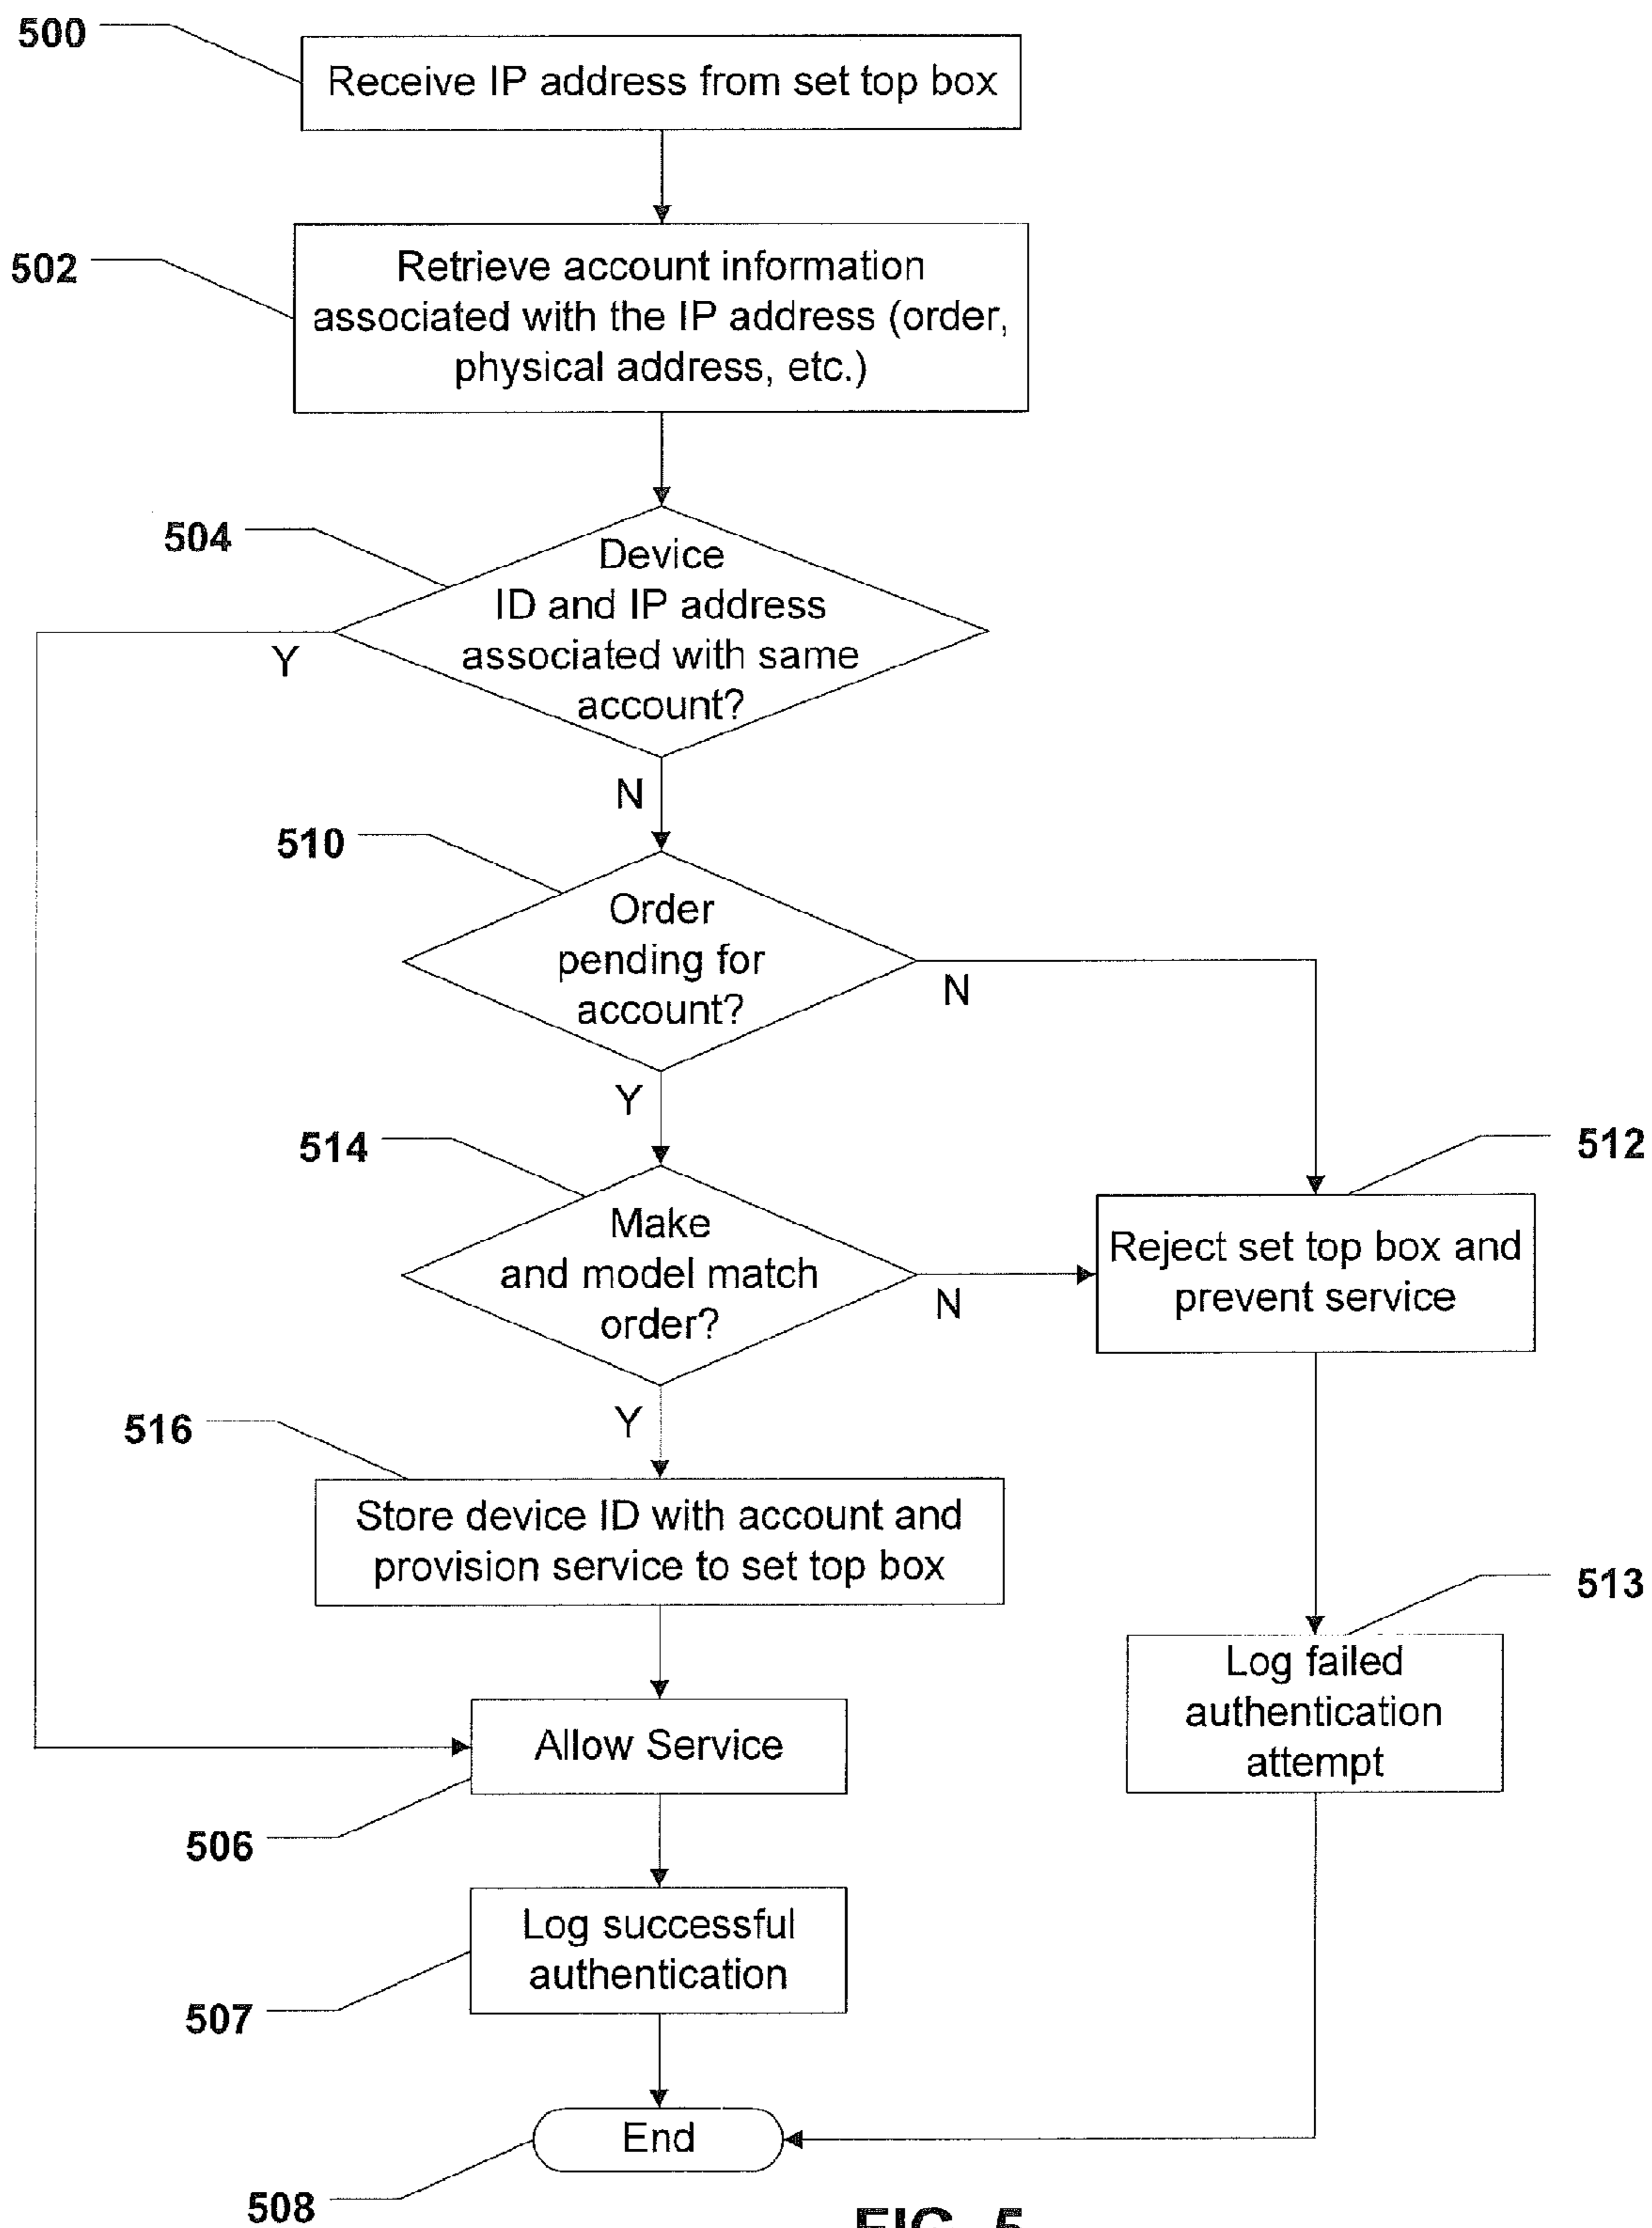 500
Receive IP address from set top box
502
Retrieve account information
associated with the IP address (order,
physical address, etc.)
504
Device
ID and IP address
associated with same
account?
Y
N
510
Order
pending for
account?
N
Y
514
Make
and model match
order?
N
512
Reject set top box and
prevent service
Y
516
Store device ID with account and
provision service to set top box
513
Log failed
authentication
attempt
Allow Service
506
Log successful
authentication
507
End
508
FIG. 5